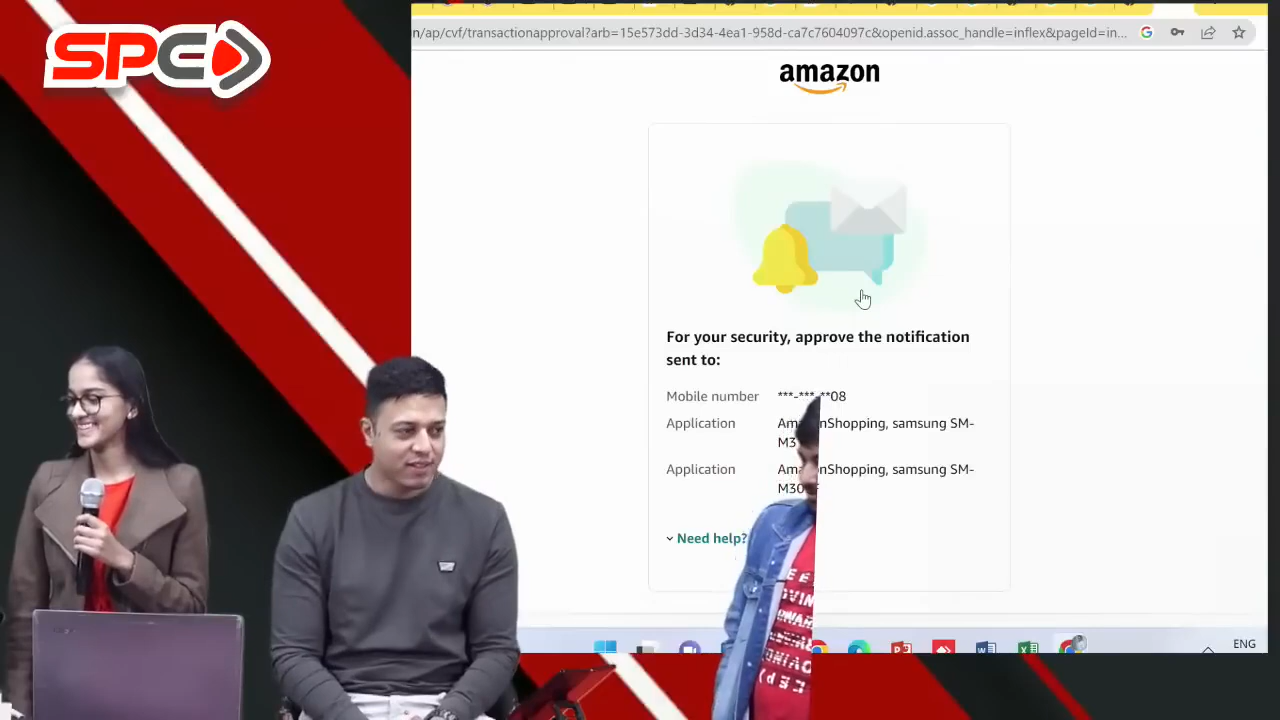 SPE
n/ap/cvf/transactionapproval?arb=15e573dd-3d34-4ea1-958d-ca7c7604097c&openid.assoc_handle=inflex&pageId=in...
amazon
For your security, approve the notification
sent to:
Mobile number ***-***-**08
Application
nShopping, samsung SM-
Application
nShopping, samsung SM-
Need help?
ENG